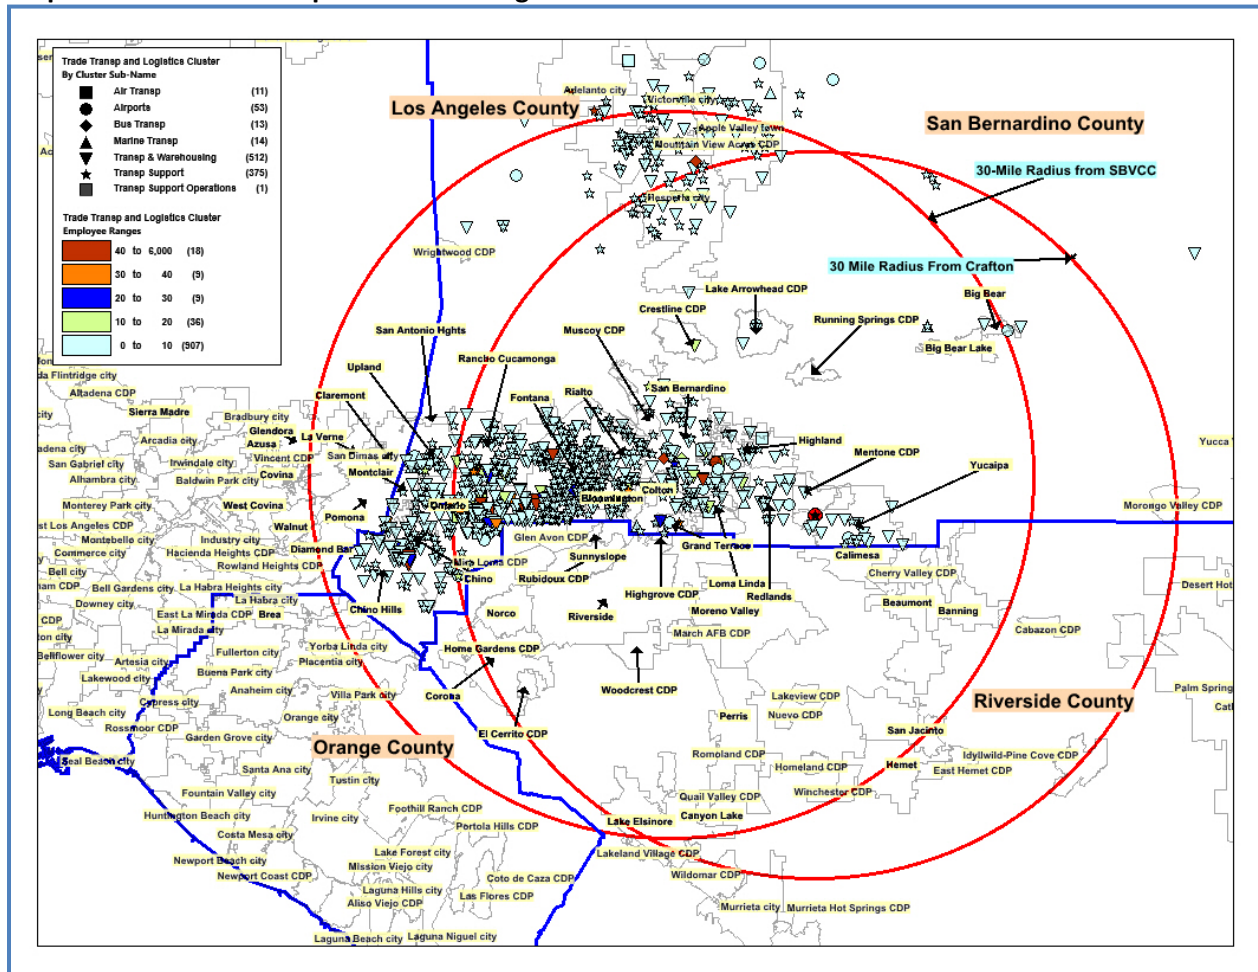 Trade Transp and Logistics Cluster
By Cluster Sub-Name
Air Transp (11)
Airports (53)
Bus Transp (13)
Marine Transp (14)
Transp & Warehousing (512)
Transp Support (375)
Transp Support Operations (1)
Trade Transp and Logistics Cluster
Employee Ranges
40 to 6,000 (18)
30 to 40 (9)
20 to 30 (9)
10 to 20 (36)
0 to 10 (907)
Los Angeles County
San Bernardino County
Adelanto city
Victorville city
Apple Valley town
Mountain View Acres CDP
30-Mile Radius from SBVCC
Hesperia city
Wrightwood CDP
30 Mile Radius From Crafton
Lake Arrowhead CDP
Big Bear
Crestline CDP
Running Springs CDP
San Antonio Hghts
Muscoy CDP
Big Bear Lake
Rancho Cucamonga
Upland
da Flintridge city
San Bernardino
Altadena CDP
Claremont
Fontana
Rialto
Sierra Madre
Bradbury city
Glendora
La Verne
Highland
Yucca
Arcadia city
Azusa
adena city
San Gabriel city
Irwindale city
Vincent CDP
San Dimas city
Mentone CDP
Yucaipa
Alhambra city
Baldwin Park city
Covina
Montclair
Colton
Bloomington
Monterey Park city
West Covina
Ontario
Morongo Valley CDP
Pomona
st Los Angeles CDP
Walnut
Montebello city
Industry city
Glen Avon CDP
Commerce city
Hacienda Heights CDP
Diamond Bar
Sunnyslope
Grand Terrace
Calimesa
Rowland Heights CDP
Mira Loma CDP
Bell city
Rubidoux CDP
Chino
Cherry Valley CDP
ham CDP
Bell Gardens city
La Habra Heights city
Highgrove CDP
Loma Linda
Desert Hot
Redlands
Downey city
La Habra city
Chino Hills
Moreno Valley
Beaumont
Banning
East La Mirada CDP
Brea
Norco
Riverside
CDP
La Mirada city
March AFB CDP
Cabazon CDP
ton city
Yorba Linda city
Home Gardens CDP
Bellflower city
Fullerton city
Artesia city
Placentia city
Buena Park city
Lakewood city
Anaheim city
Villa Park city
Corona
Woodcrest CDP
Lakeview CDP
Palm Spring
Cypress city
Riverside County
Long Beach city
Orange city
Perris
Nuevo CDP
Rossmoor CDP
Garden Grove city
El Cerrito CDP
San Jacinto
Orange County
Seal Beach city
Romoland CDP
Idyllwild-Pine Cove CDP
Santa Ana city
Homeland CDP
Hemet
East Hemet CDP
Tustin city
Fountain Valley city
Quail Valley CDP
Winchester CDP
Huntington Beach city
Irvine city
Foothill Ranch CDP
Canyon Lake
Portola Hills CDP
Lake Elsinore
Costa Mesa city
Lake Forest city
Lakeland Village CDP
Newport Beach city
Mission Viejo city
Wildomar CDP
Newport Coast CDP
Coto de Caza CDP
Laguna Hills city
Las Flores CDP
Aliso Viejo CDP
Murrieta city
Murrieta Hot Springs CDP
Laguna Beach city
Laguna Niguel city